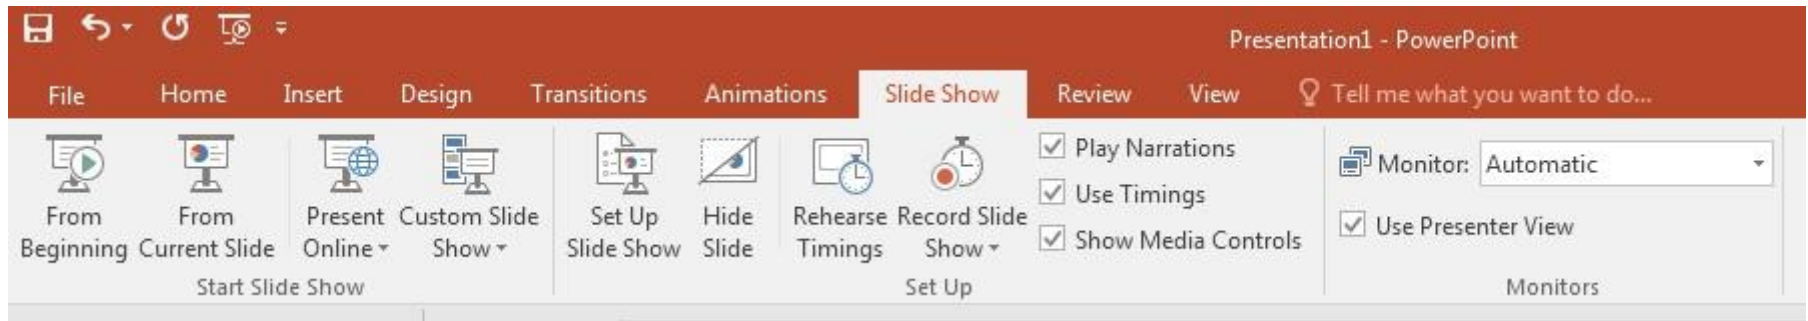 Presentation1 - PowerPoint
File Home Insert Design Transitions Animations Slide Show Review View Tell me what you want to do...
From Beginning
From Current Slide
Present Online
Custom Slide Show
Start Slide Show
Set Up Slide Show
Hide Slide
Rehearse Timings
Record Slide Show
Play Narrations
Use Timings
Show Media Controls
Set Up
Monitor: Automatic
Use Presenter View
Monitors